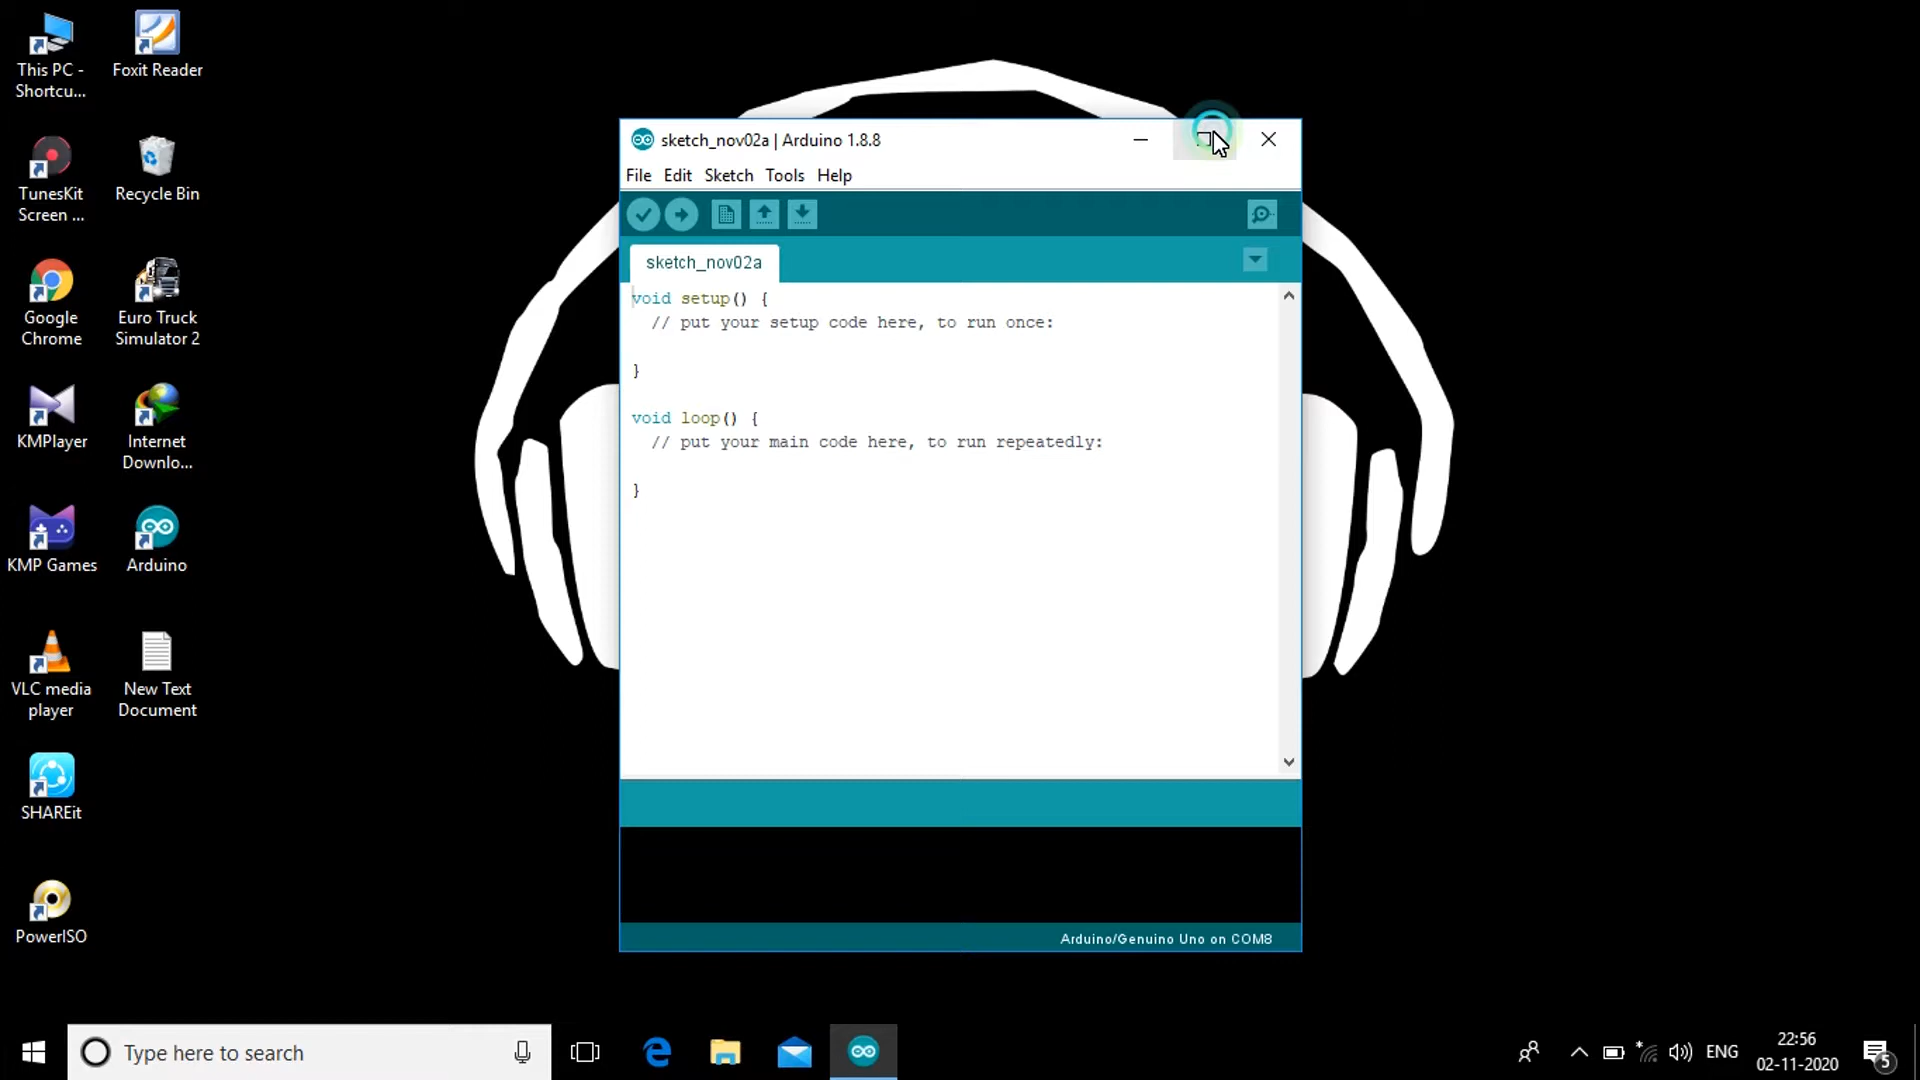 This PC -
Shortcu...
Foxit Reader
TunesKit
Screen ...
Recycle Bin
Google
Chrome
Euro Truck
Simulator 2
KMPlayer
Internet
Downlo...
KMP Games
Arduino
VLC media
player
New Text
Document
SHAREit
PowerISO
sketch_nov02a | Arduino 1.8.8
File Edit Sketch Tools Help
sketch_nov02a
void setup() {
// put your setup code here, to run once:
}
void loop() {
// put your main code here, to run repeatedly:
}
Arduino/Genuino Uno on COM8
Type here to search
ENG
22:56
02-11-2020
5